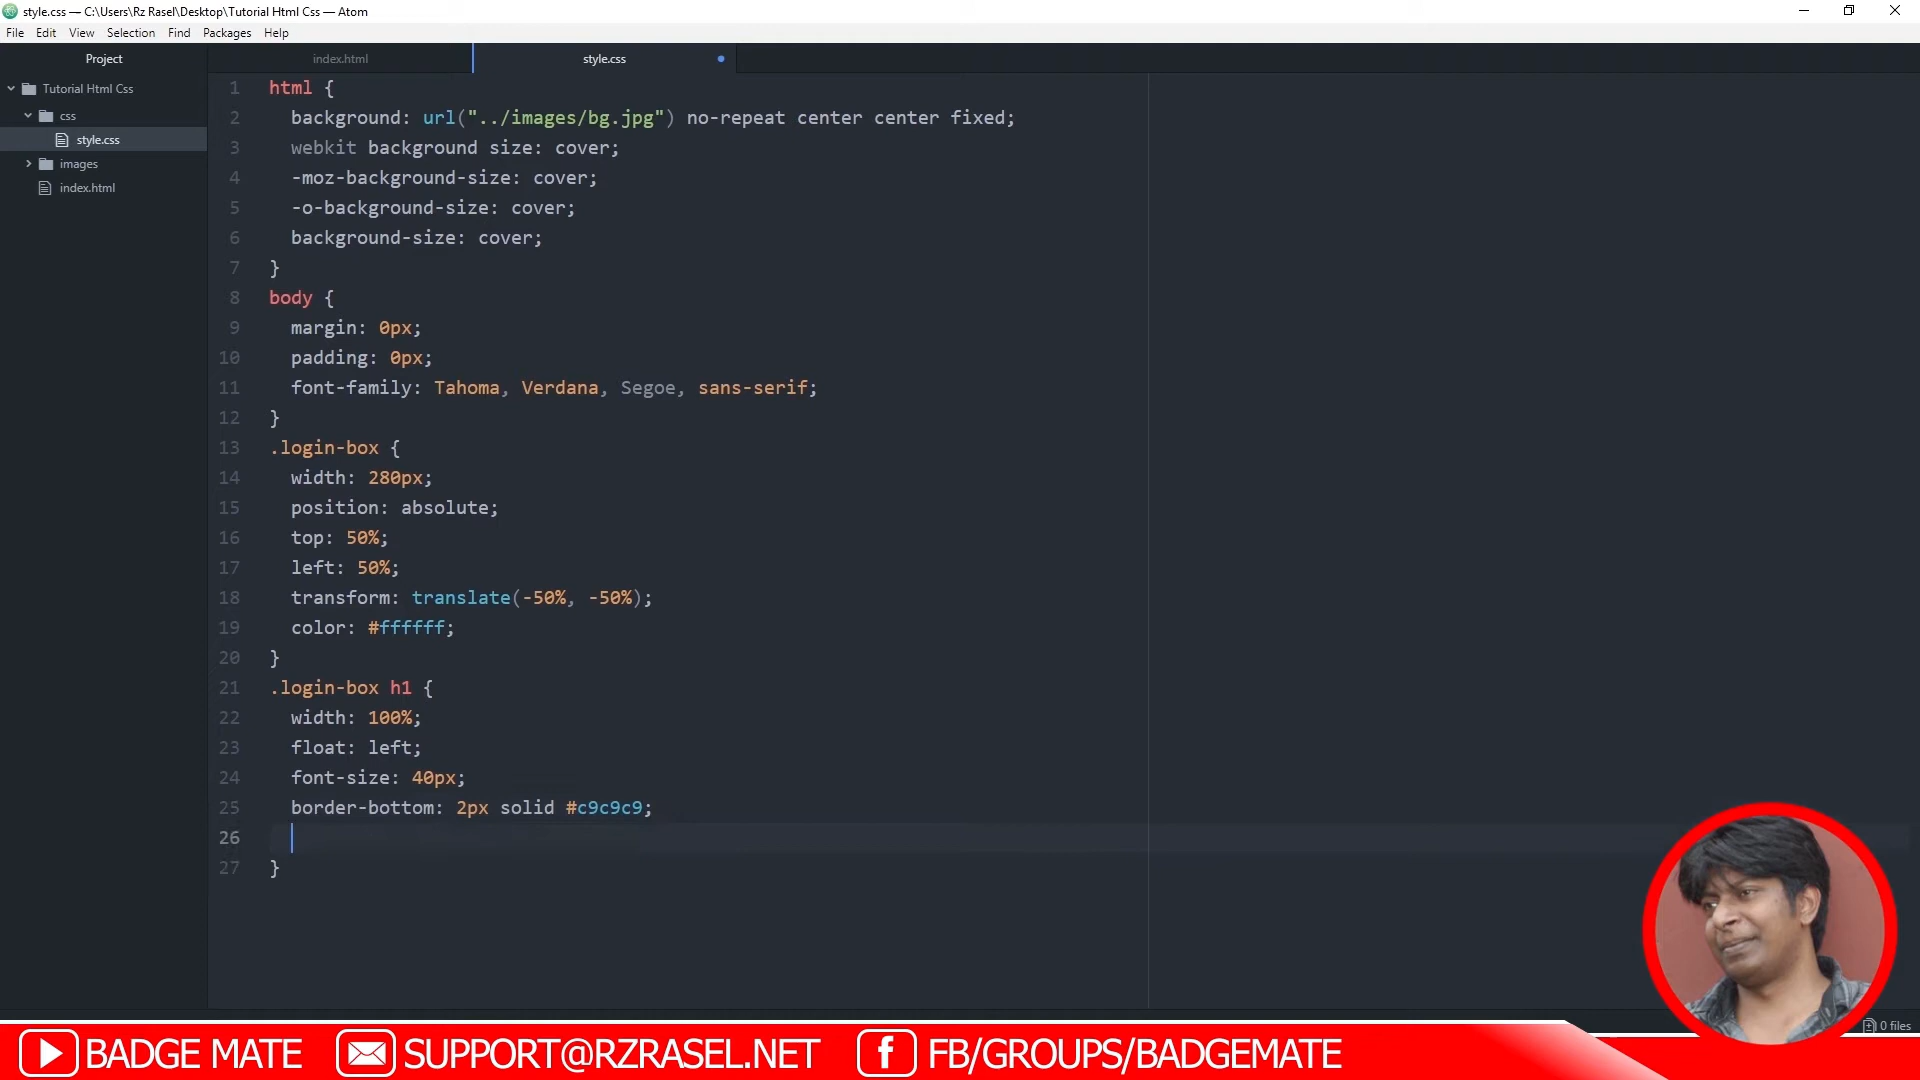 style.css — C:\Users\Rz Rasel\Desktop\Tutorial Html Css — Atom
File Edit View Selection Find Packages Help
Project index.html style.css
Tutorial Html Css
css
style.css
images
index.html
1 html {
2 background: url("../images/bg.jpg") no-repeat center center fixed;
3 webkit background size: cover;
4 -moz-background-size: cover;
5 -o-background-size: cover;
6 background-size: cover;
7 }
8 body {
9 margin: 0px;
10 padding: 0px;
11 font-family: Tahoma, Verdana, Segoe, sans-serif;
12 }
13 .login-box {
14 width: 280px;
15 position: absolute;
16 top: 50%;
17 left: 50%;
18 transform: translate(-50%, -50%);
19 color: #ffffff;
20 }
21 .login-box h1 {
22 width: 100%;
23 float: left;
24 font-size: 40px;
25 border-bottom: 2px solid #c9c9c9;
26
27 }
0 files
BADGE MATE SUPPORT@RZRASEL.NET FB/GROUPS/BADGEMATE